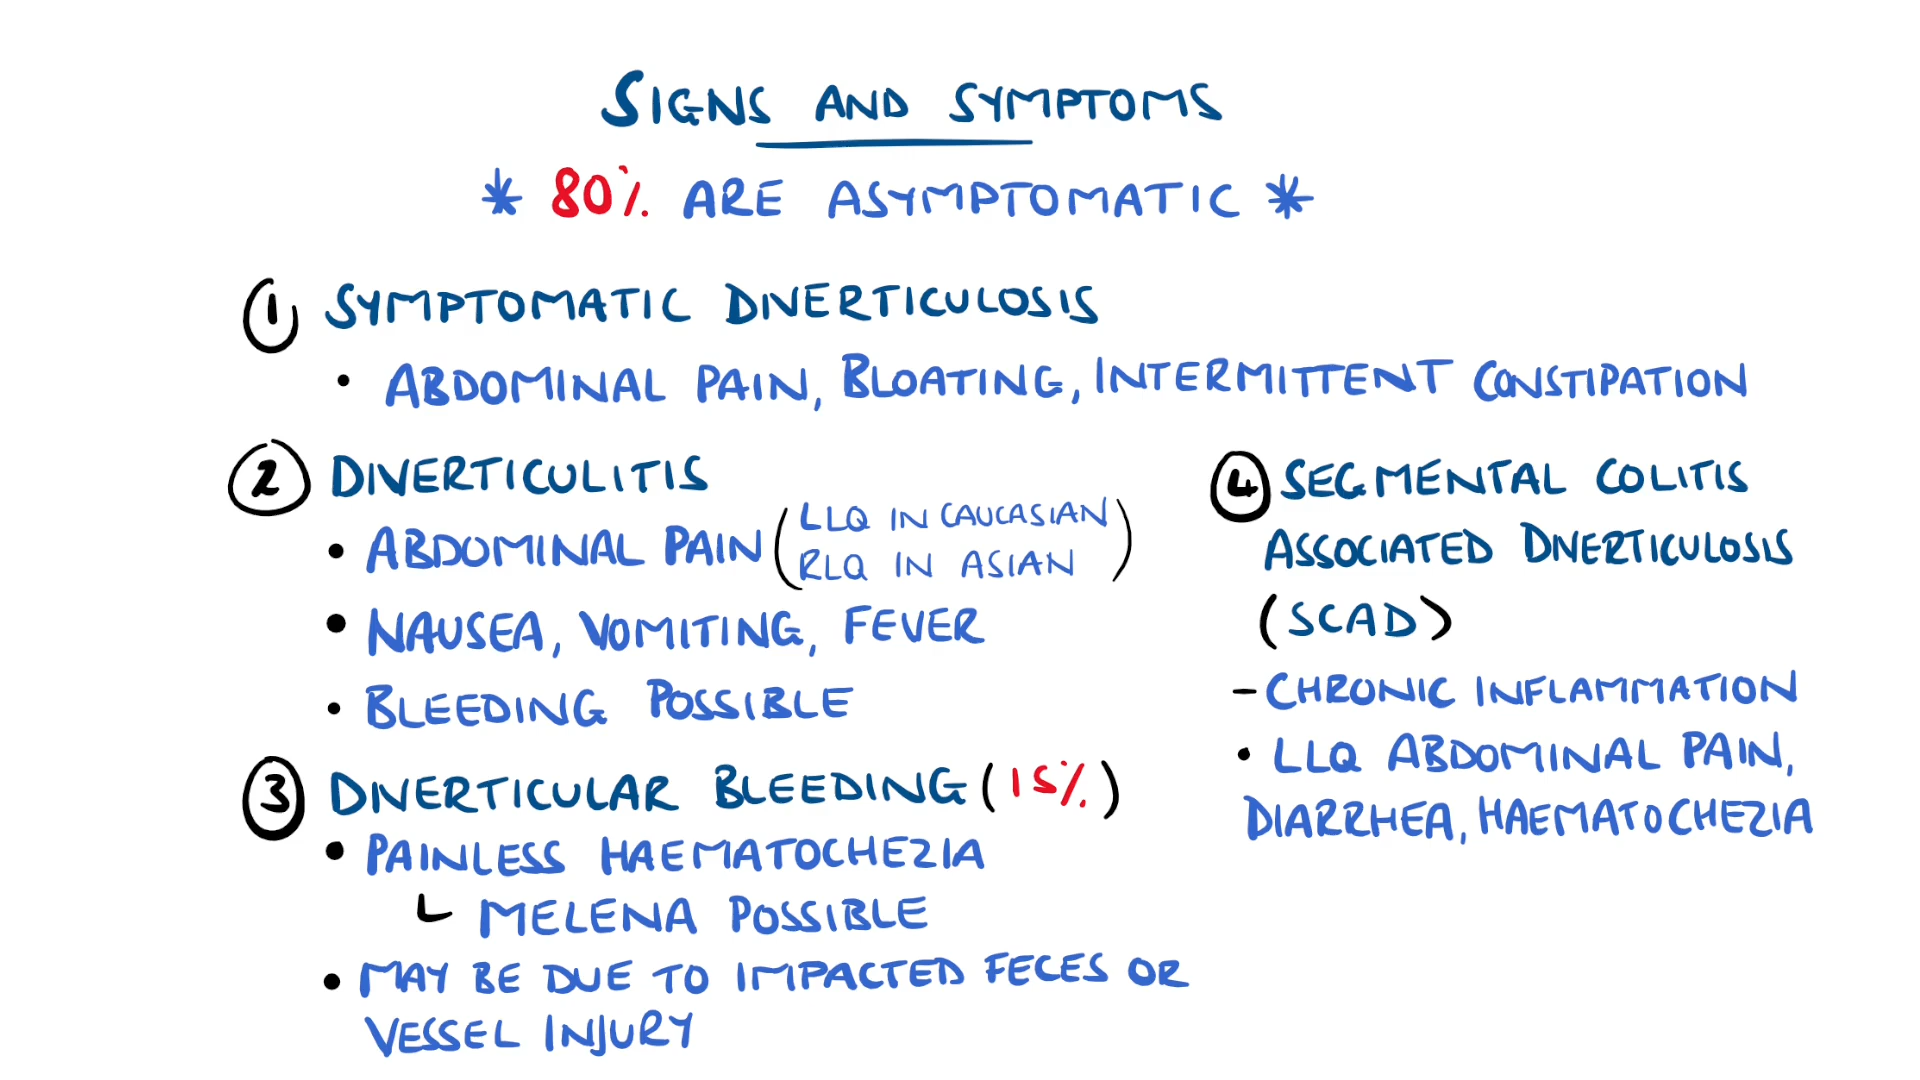 SIGNS AND SYMPTOMS
* 80% ARE ASYMPTOMATIC *
1 SYMPTOMATIC DIVERTICULOSIS
• ABDOMINAL PAIN, BLOATING, INTERMITTENT CONSTIPATION
2 DIVERTICULITIS
• ABDOMINAL PAIN (LLQ IN CAUCASIAN
RLQ IN ASIAN)
• NAUSEA, VOMITING, FEVER
• BLEEDING POSSIBLE
3 DIVERTICULAR BLEEDING (15%)
• PAINLESS HAEMATOCHEZIA
MELENA POSSIBLE
• MAY BE DUE TO IMPACTED FECES OR
VESSEL INJURY
4 SEGMENTAL COLITIS
ASSOCIATED DIVERTICULOSIS
(SCAD)
- CHRONIC INFLAMMATION
• LLQ ABDOMINAL PAIN,
DIARRHEA, HAEMATOCHEZIA